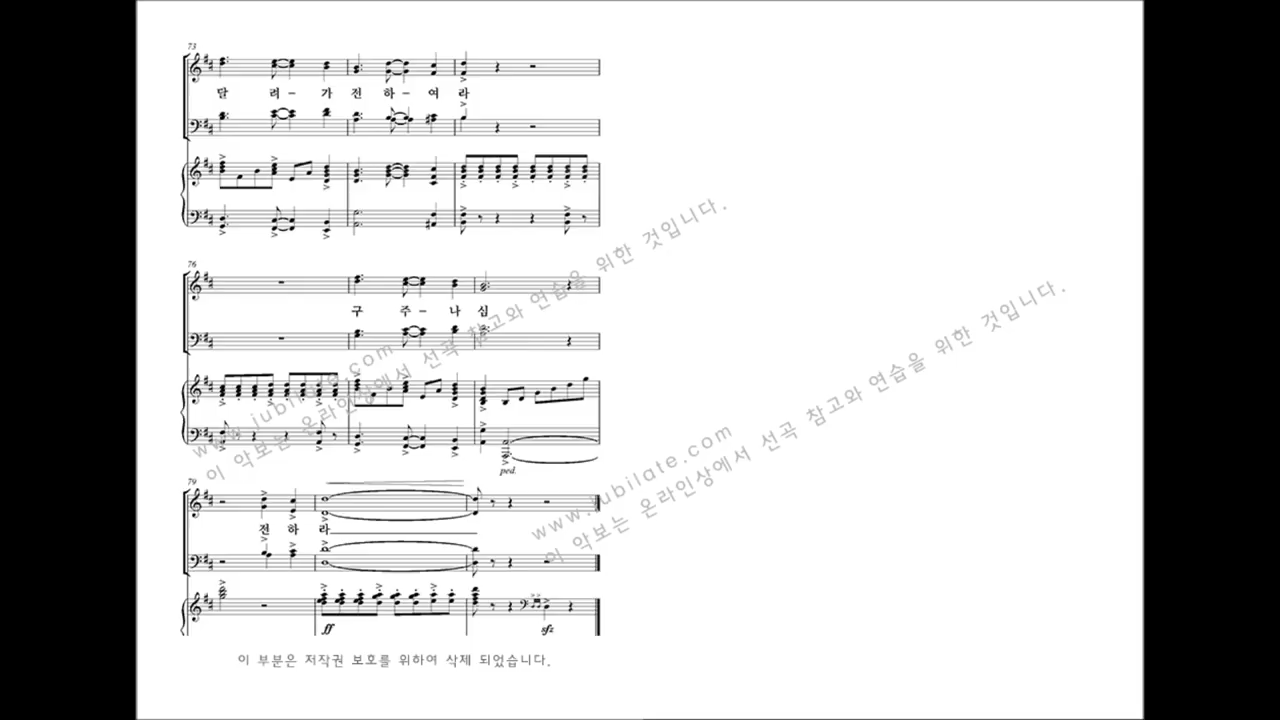 73
달 려 - 가 전 하 - 여 라
76
구 주 - 나 심
ped.
79
전 하 라
ff
sfz
이 부분은 저작권 보호를 위하여 삭제 되었습니다.
www.jubilate.com
이 악보는 온라인상에서 선곡 참고와 연습을 위한 것입니다.
www.jubilate.com
이 악보는 온라인상에서 선곡 참고와 연습을 위한 것입니다.